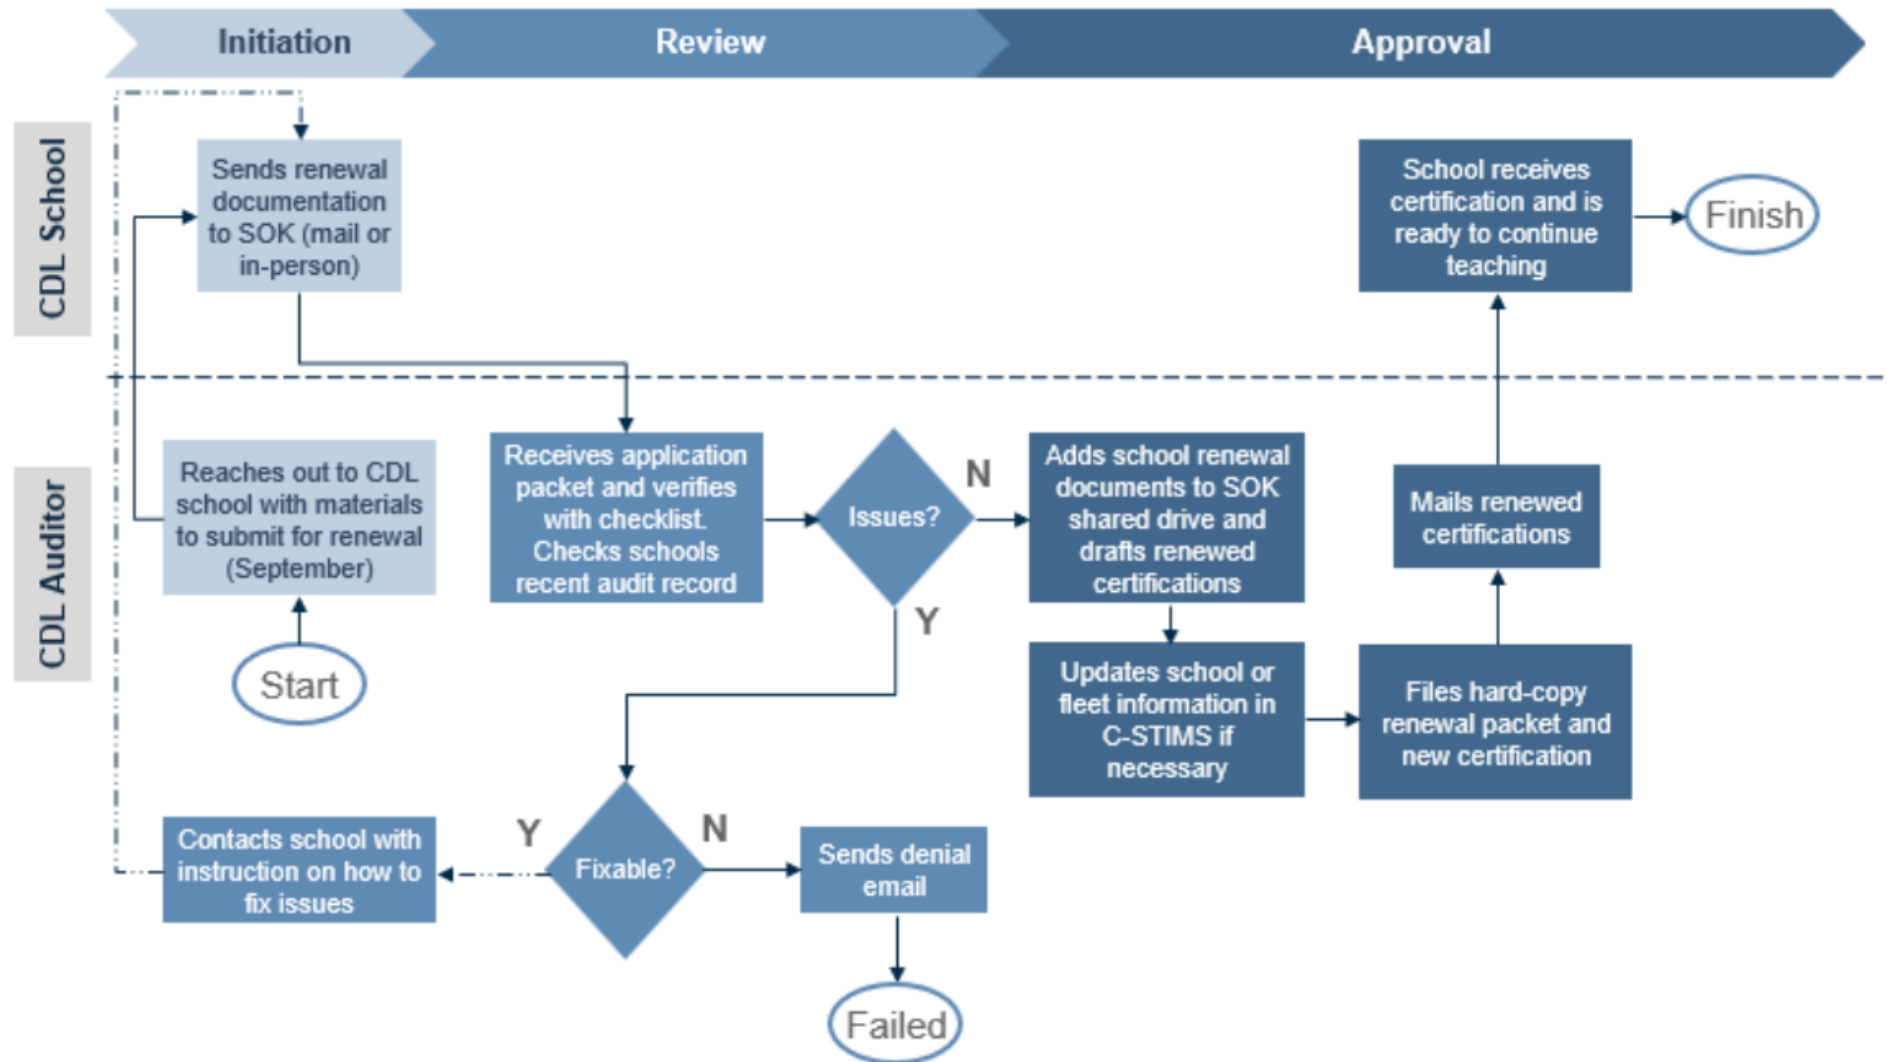 Initiation
Review
Approval
CDL School
Sends renewal
documentation
to SOK (mail or
in-person)
School receives
certification and is
ready to continue
teaching
Finish
CDL Auditor
Reaches out to CDL
school with materials
to submit for renewal
(September)
Start
Receives application
packet and verifies
with checklist.
Checks schools
recent audit record
Issues?
N
Y
Adds school renewal
documents to SOK
shared drive and
drafts renewed
certifications
Mails renewed
certifications
Updates school or
fleet information in
C-STIMS if
necessary
Files hard-copy
renewal packet and
new certification
Contacts school with
instruction on how to
fix issues
Y
Fixable?
N
Sends denial
email
Failed